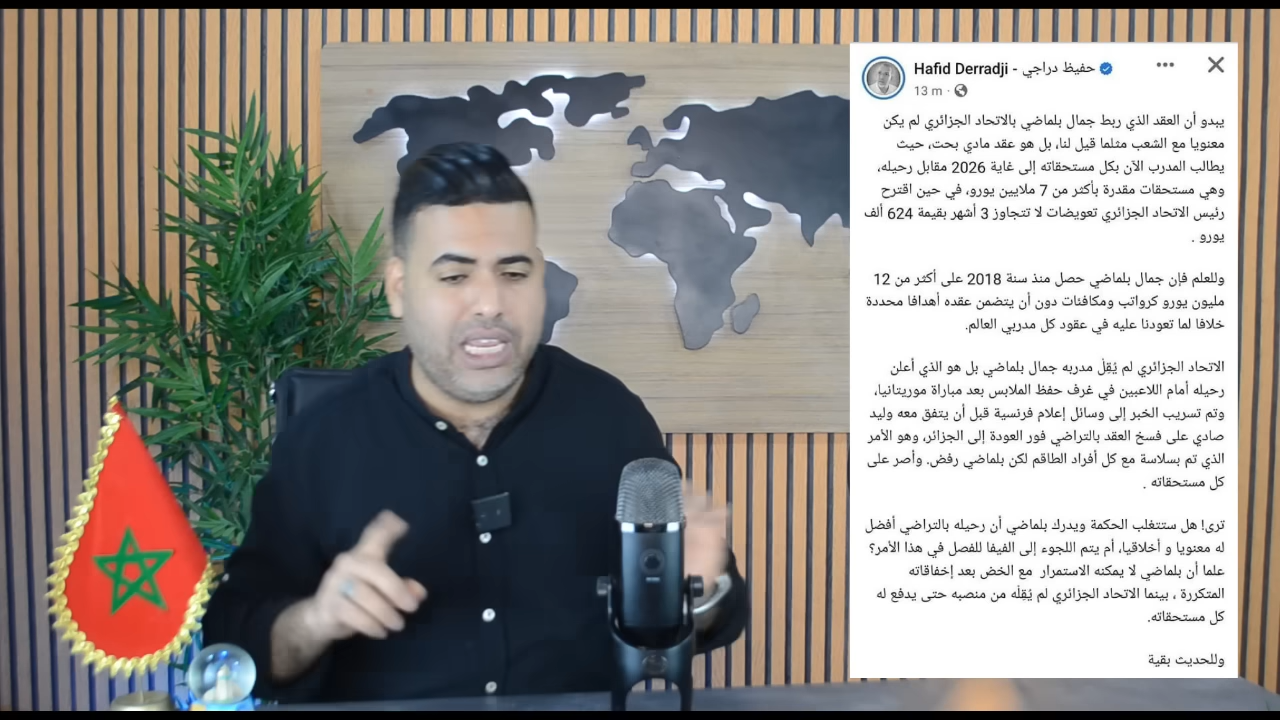 Hafid Derradji - حفيظ دراجي
13 m
يبدو أن العقد الذي ربط جمال بلماضي بالاتحاد الجزائري لم يكن
معنويا مع الشعب مثلما قيل لنا، بل هو عقد مادي بحت، حيث
يطالب المدرب الآن بكل مستحقاته إلى غاية 2026 مقابل رحيله،
وهي مستحقات مقدرة بأكثر من 7 ملايين يورو، في حين اقترح
رئيس الاتحاد الجزائري تعويضات لا تتجاوز 3 أشهر بقيمة 624 ألف
يورو .
وللعلم فإن جمال بلماضي حصل منذ سنة 2018 على أكثر من 12
مليون يورو كرواتب ومكافئات دون أن يتضمن عقده أهدافا محددة
خلافا لما تعودنا عليه في عقود كل مدربي العالم.
الاتحاد الجزائري لم يُقِلْ مدربه جمال بلماضي بل هو الذي أعلن
رحيله أمام اللاعبين في غرف حفظ الملابس بعد مباراة موريتانيا،
وتم تسريب الخبر إلى وسائل إعلام فرنسية قبل أن يتفق معه وليد
صادي على فسخ العقد بالتراضي فور العودة إلى الجزائر، وهو الأمر
الذي تم بسلاسة مع كل أفراد الطاقم لكن بلماضي رفض. وأصر على
كل مستحقاته .
ترى! هل ستتغلب الحكمة ويدرك بلماضي أن رحيله بالتراضي أفضل
له معنويا و أخلاقيا، أم يتم اللجوء إلى الفيفا للفصل في هذا الأمر؟
علما أن بلماضي لا يمكنه الاستمرار مع الخضر بعد إخفاقاته
المتكررة ، بينما الاتحاد الجزائري لم يُقِلْه من منصبه حتى يدفع له
كل مستحقاته.
وللحديث بقية